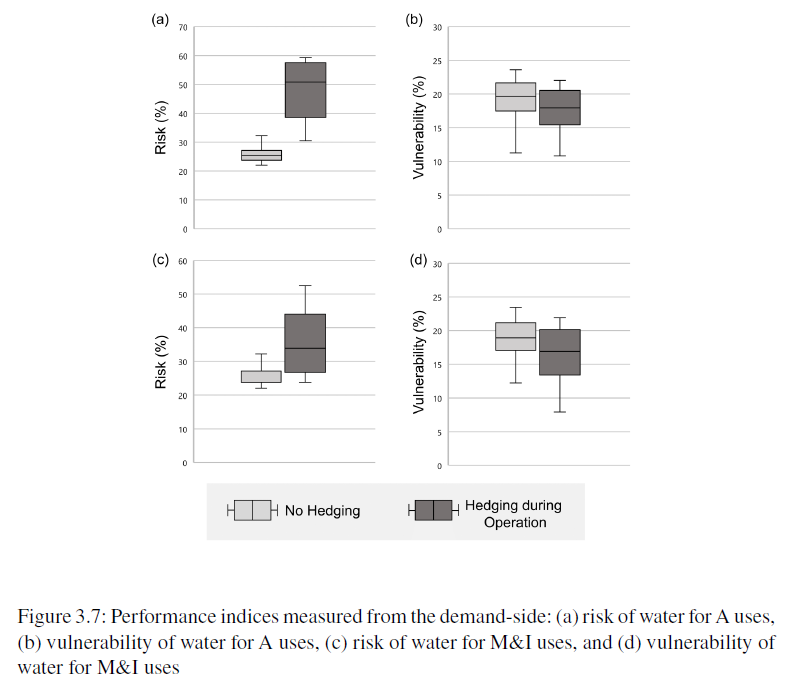 (a)
70
60
50
40
30
20
10
0
Risk (%)
(b)
30
25
20
15
10
5
0
Vulnerability (%)
(c)
60
50
40
30
20
10
0
Risk (%)
(d)
30
25
20
15
10
5
0
Vulnerability (%)
No Hedging
Hedging during
Operation
Figure 3.7: Performance indices measured from the demand-side: (a) risk of water for A uses,
(b) vulnerability of water for A uses, (c) risk of water for M&I uses, and (d) vulnerability of
water for M&I uses